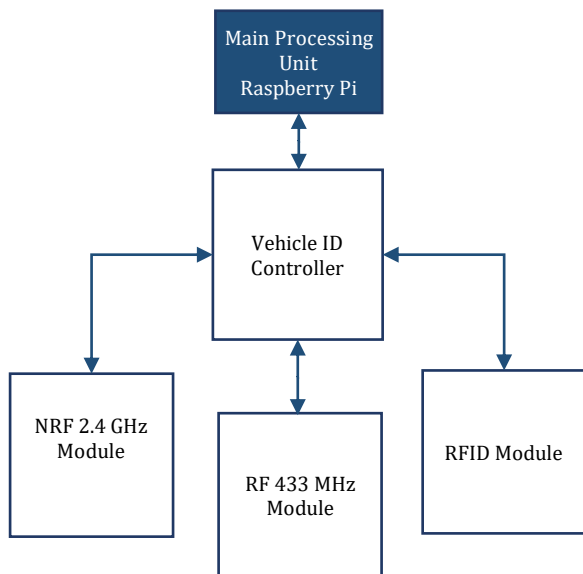 Main Processing
Unit
Raspberry Pi
Vehicle ID
Controller
NRF 2.4 GHz
Module
RF 433 MHz
Module
RFID Module